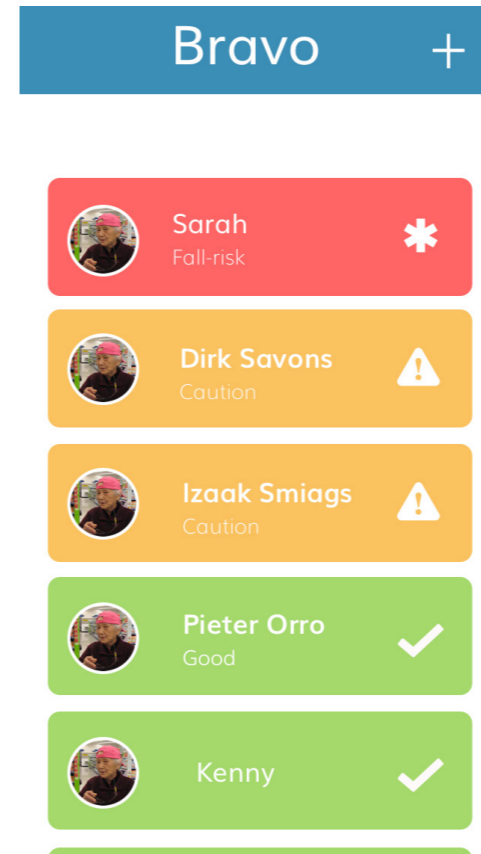 Bravo +
Sarah
Fall-risk
Dirk Savons
Caution
Izaak Smiags
Caution
Pieter Orro
Good
Kenny